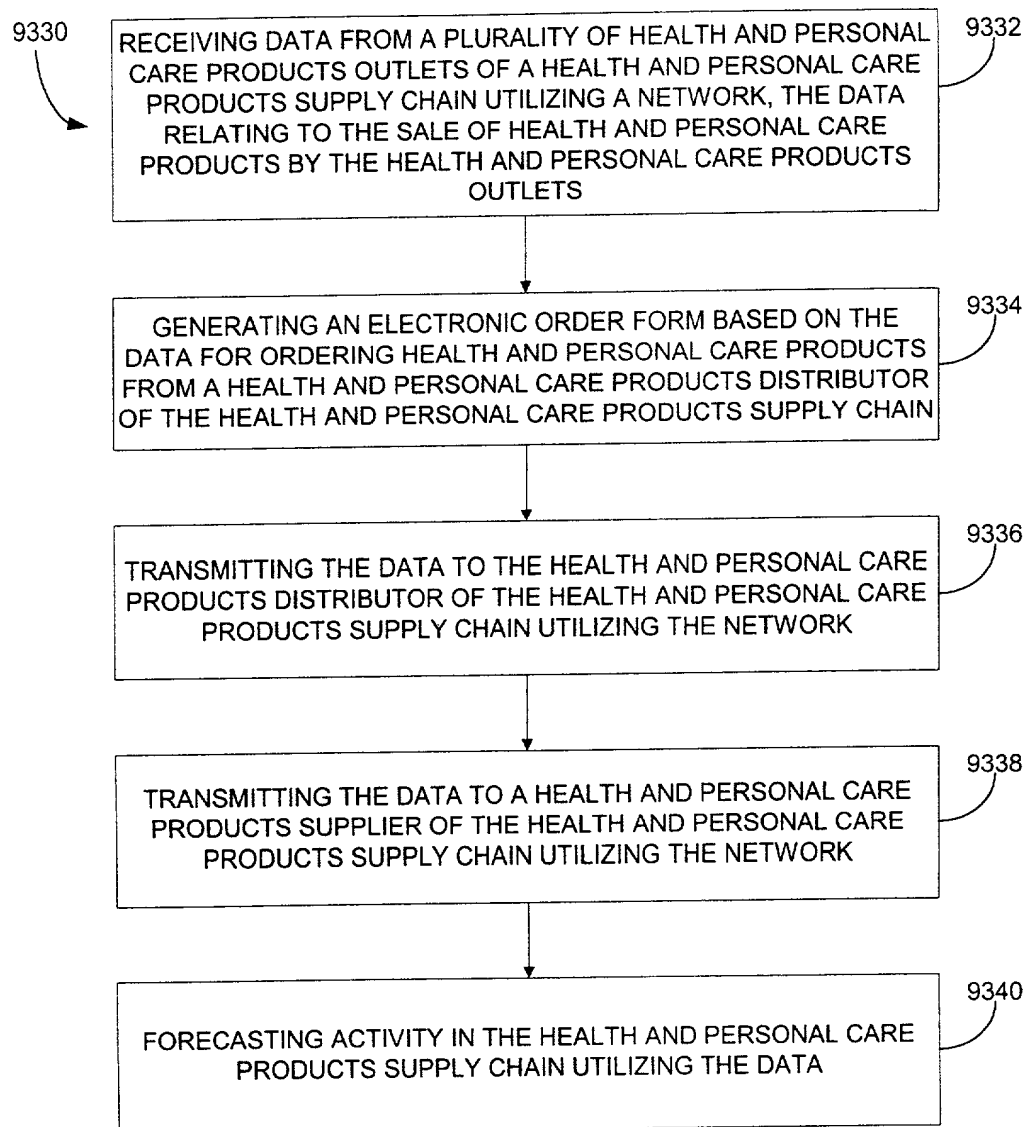 9330
RECEIVING DATA FROM A PLURALITY OF HEALTH AND PERSONAL
CARE PRODUCTS OUTLETS OF A HEALTH AND PERSONAL CARE
PRODUCTS SUPPLY CHAIN UTILIZING A NETWORK, THE DATA
RELATING TO THE SALE OF HEALTH AND PERSONAL CARE
PRODUCTS BY THE HEALTH AND PERSONAL CARE PRODUCTS
OUTLETS
9332
GENERATING AN ELECTRONIC ORDER FORM BASED ON THE
DATA FOR ORDERING HEALTH AND PERSONAL CARE PRODUCTS
FROM A HEALTH AND PERSONAL CARE PRODUCTS DISTRIBUTOR
OF THE HEALTH AND PERSONAL CARE PRODUCTS SUPPLY CHAIN
9334
TRANSMITTING THE DATA TO THE HEALTH AND PERSONAL CARE
PRODUCTS DISTRIBUTOR OF THE HEALTH AND PERSONAL CARE
PRODUCTS SUPPLY CHAIN UTILIZING THE NETWORK
9336
TRANSMITTING THE DATA TO A HEALTH AND PERSONAL CARE
PRODUCTS SUPPLIER OF THE HEALTH AND PERSONAL CARE
PRODUCTS SUPPLY CHAIN UTILIZING THE NETWORK
9338
FORECASTING ACTIVITY IN THE HEALTH AND PERSONAL CARE
PRODUCTS SUPPLY CHAIN UTILIZING THE DATA
9340